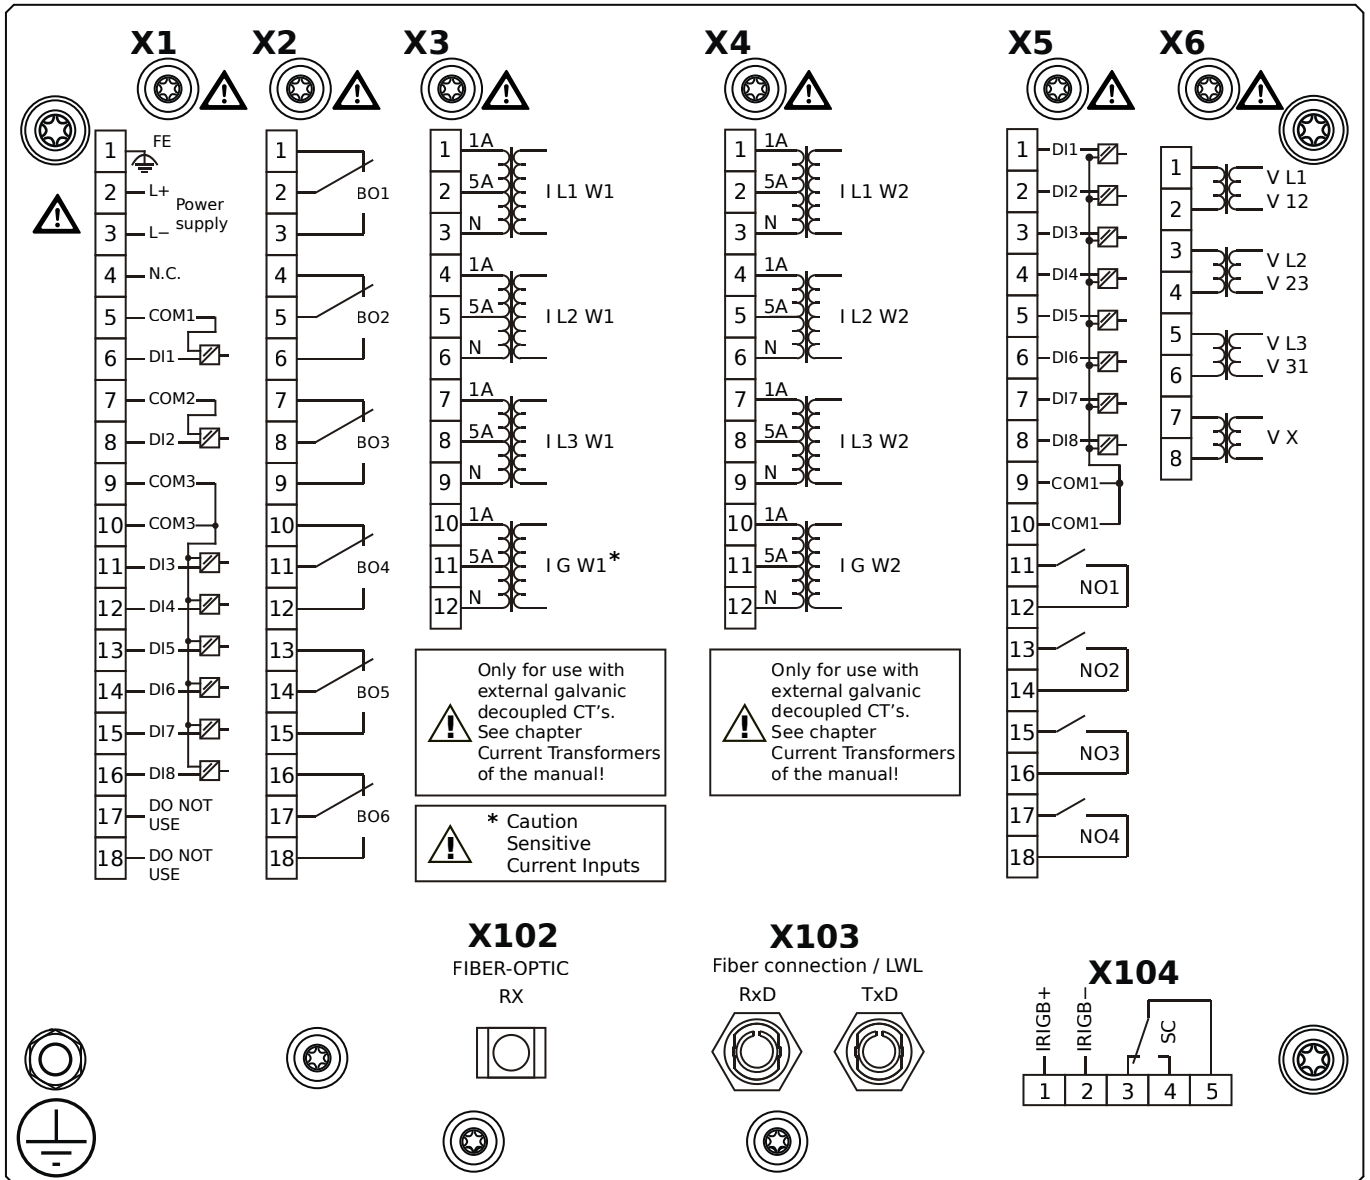 X1 X2 X3 X4 X5 X6
1 FE
2 L+
Power
supply
3 L−
4 N.C.
5 COM1
6 DI1
7 COM2
8 DI2
9 COM3
10 COM3
11 DI3
12 DI4
13 DI5
14 DI6
15 DI7
16 DI8
17 DO NOT
USE
18 DO NOT
USE
1
2 BO1
3
4
5 BO2
6
7
8 BO3
9
10
11 BO4
12
13
14 BO5
15
16
17 BO6
18
1 1A
2 5A I L1 W1
3 N
4 1A
5 5A I L2 W1
6 N
7 1A
8 5A I L3 W1
9 N
10 1A
11 5A I G W1*
12 N
Only for use with
external galvanic
decoupled CT's.
See chapter
Current Transformers
of the manual!
* Caution
Sensitive
Current Inputs
1 1A
2 5A I L1 W2
3 N
4 1A
5 5A I L2 W2
6 N
7 1A
8 5A I L3 W2
9 N
10 1A
11 5A I G W2
12 N
Only for use with
external galvanic
decoupled CT's.
See chapter
Current Transformers
of the manual!
1 DI1
2 DI2
3 DI3
4 DI4
5 DI5
6 DI6
7 DI7
8 DI8
9 COM1
10 COM1
11
NO1
12
13
NO2
14
15
NO3
16
17
NO4
18
1
V L1
2 V 12
3
V L2
4 V 23
5
V L3
6 V 31
7
V X
8
X102
FIBER-OPTIC
RX
X103
Fiber connection / LWL
RxD TxD
X104
IRIGB+ IRIGB− SC
1 2 3 4 5